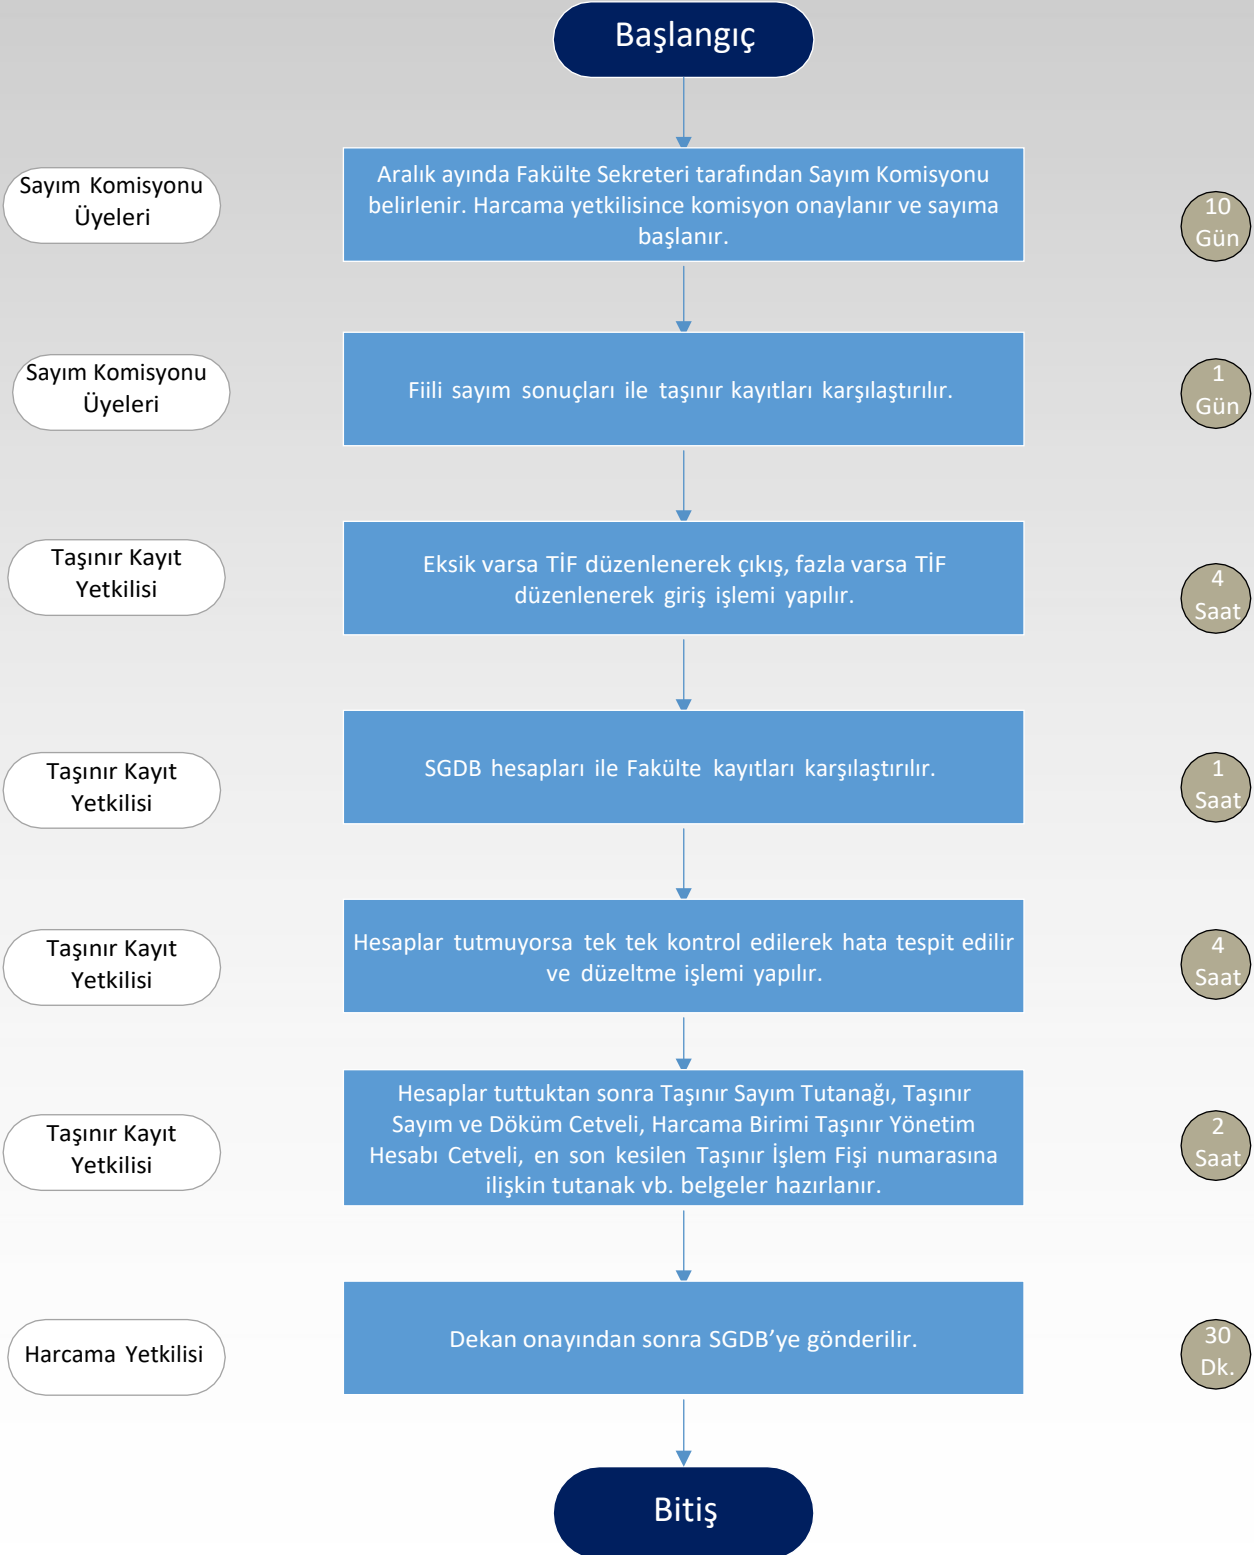 Başlangıç
Sayım Komisyonu
Üyeleri
Aralık ayında Fakülte Sekreteri tarafından Sayım Komisyonu
belirlenir. Harcama yetkilisince komisyon onaylanır ve sayıma
başlanır.
10
Gün
Sayım Komisyonu
Üyeleri
Fiili sayım sonuçları ile taşınır kayıtları karşılaştırılır.
1
Gün
Taşınır Kayıt
Yetkilisi
Eksik varsa TİF düzenlenerek çıkış, fazla varsa TİF
düzenlenerek giriş işlemi yapılır.
4
Saat
Taşınır Kayıt
Yetkilisi
SGDB hesapları ile Fakülte kayıtları karşılaştırılır.
1
Saat
Taşınır Kayıt
Yetkilisi
Hesaplar tutmuyorsa tek tek kontrol edilerek hata tespit edilir
ve düzeltme işlemi yapılır.
4
Saat
Taşınır Kayıt
Yetkilisi
Hesaplar tuttuktan sonra Taşınır Sayım Tutanağı, Taşınır
Sayım ve Döküm Cetveli, Harcama Birimi Taşınır Yönetim
Hesabı Cetveli, en son kesilen Taşınır İşlem Fişi numarasına
ilişkin tutanak vb. belgeler hazırlanır.
2
Saat
Harcama Yetkilisi
Dekan onayından sonra SGDB’ye gönderilir.
30
Dk.
Bitiş